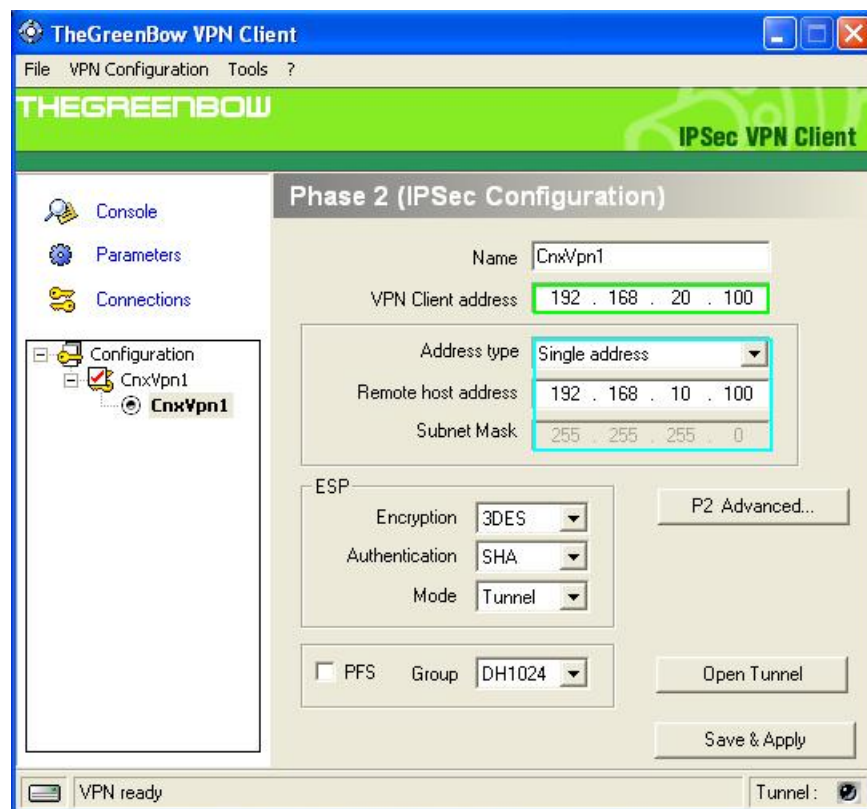 TheGreenBow VPN Client
File VPN Configuration Tools ?
THEGREENBOW
IPSec VPN Client
Console
Parameters
Connections
Configuration
CnxVpn1
CnxVpn1
Phase 2 (IPSec Configuration)
Name CnxVpn1
VPN Client address 192 . 168 . 20 . 100
Address type Single address
Remote host address 192 . 168 . 10 . 100
Subnet Mask 255 . 255 . 255 . 0
ESP
Encryption 3DES
Authentication SHA
Mode Tunnel
P2 Advanced...
PFS Group DH1024
Open Tunnel
Save & Apply
VPN ready
Tunnel :